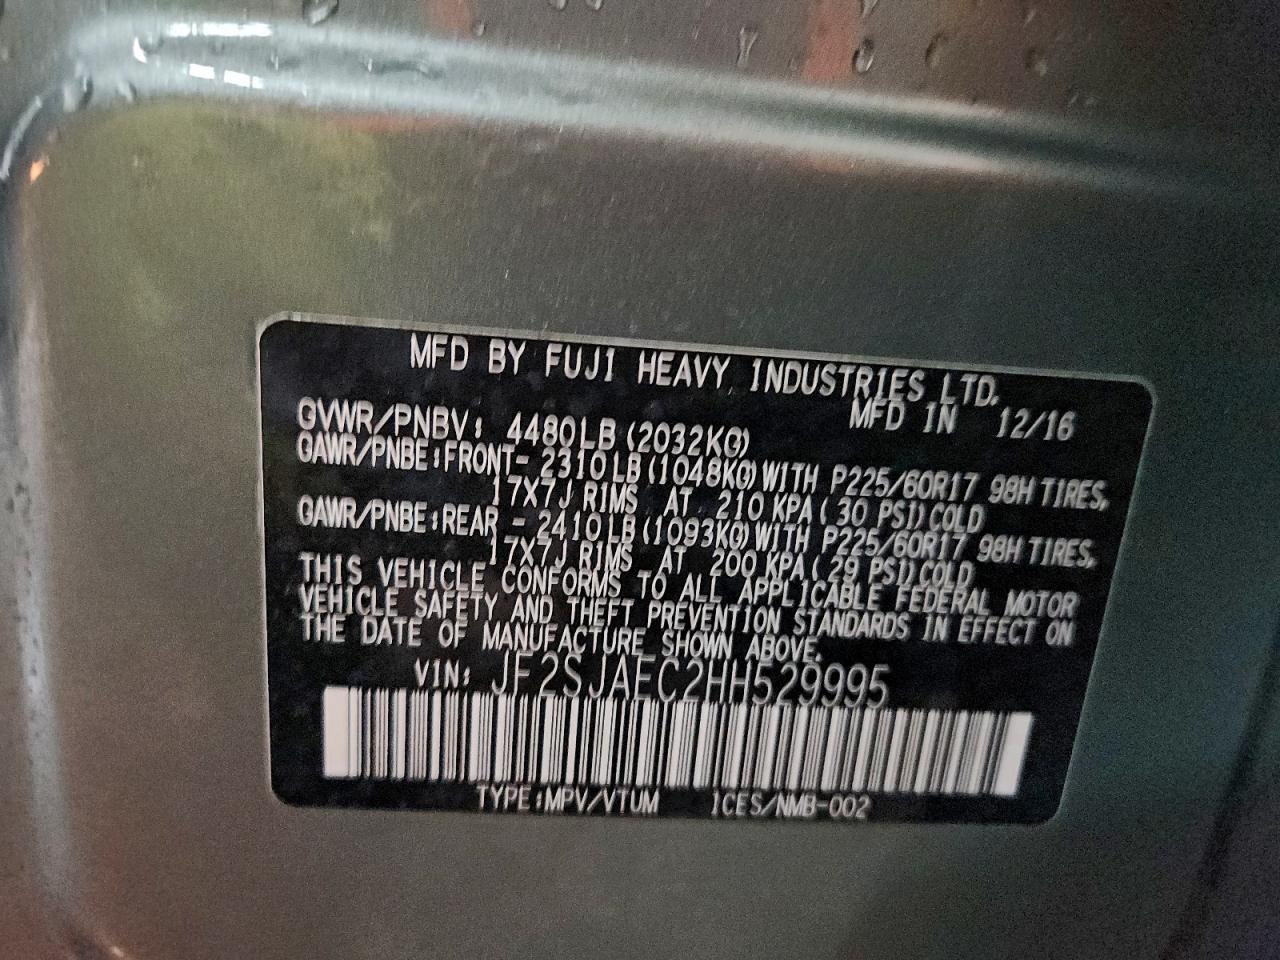 MFD BY FUJI HEAVY INDUSTRIES LTD.
MFD IN 12/16
GVWR/PNBV: 4480LB (2032KG)
GAWR/PNBE:FRONT- 2310LB(1048KG)WITH P225/60R17 98H TIRES,
17X7J RIMS AT 210 KPA(30 PSI)COLD
GAWR/PNBE:REAR - 2410LB(1093KG)WITH P225/60R17 98H TIRES,
17X7J RIMS AT 200 KPA(29 PSI)COLD
THIS VEHICLE CONFORMS TO ALL APPLICABLE FEDERAL MOTOR
VEHICLE SAFETY AND THEFT PREVENTION STANDARDS IN EFFECT ON
THE DATE OF MANUFACTURE SHOWN ABOVE.
VIN: JF2SJAEC2HH529995
TYPE:MPV/VTUM ICES/NMB-002